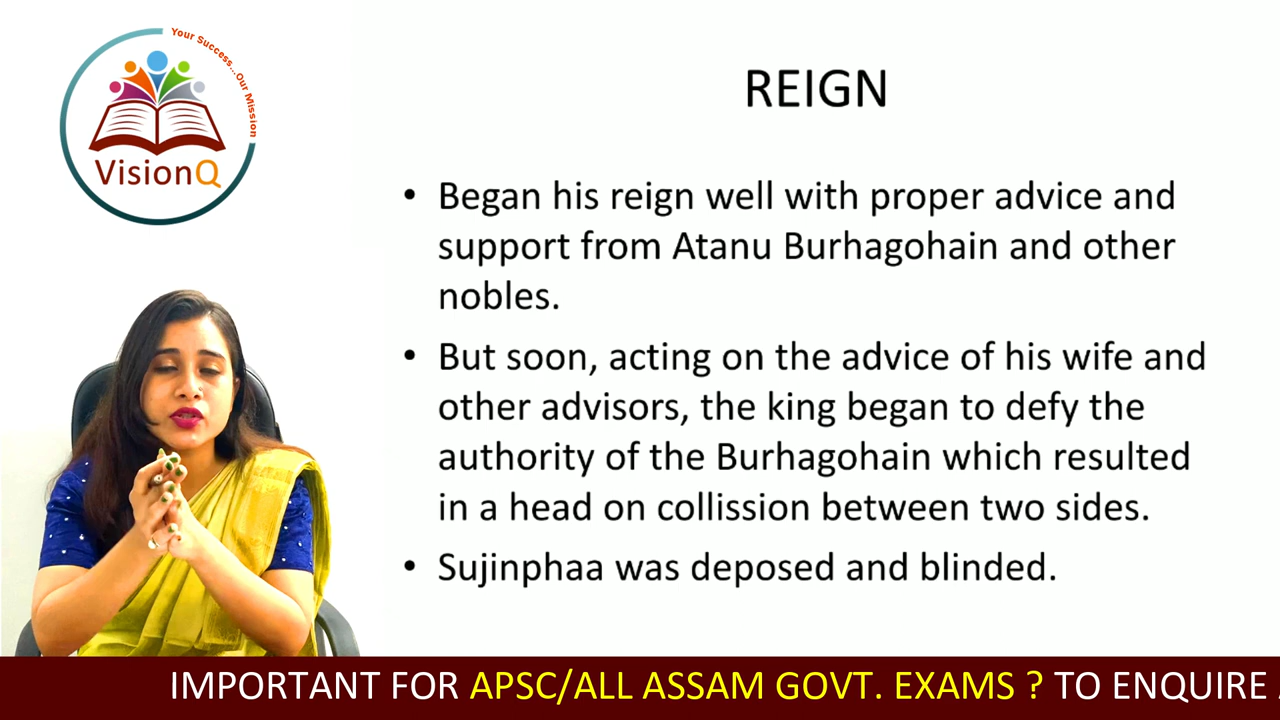 Your Success...Our Mission
VisionQ
REIGN
• Began his reign well with proper advice and
support from Atanu Burhagohain and other
nobles.
• But soon, acting on the advice of his wife and
other advisors, the king began to defy the
authority of the Burhagohain which resulted
in a head on collission between two sides.
• Sujinphaa was deposed and blinded.
IMPORTANT FOR APSC/ALL ASSAM GOVT. EXAMS ? TO ENQUIRE